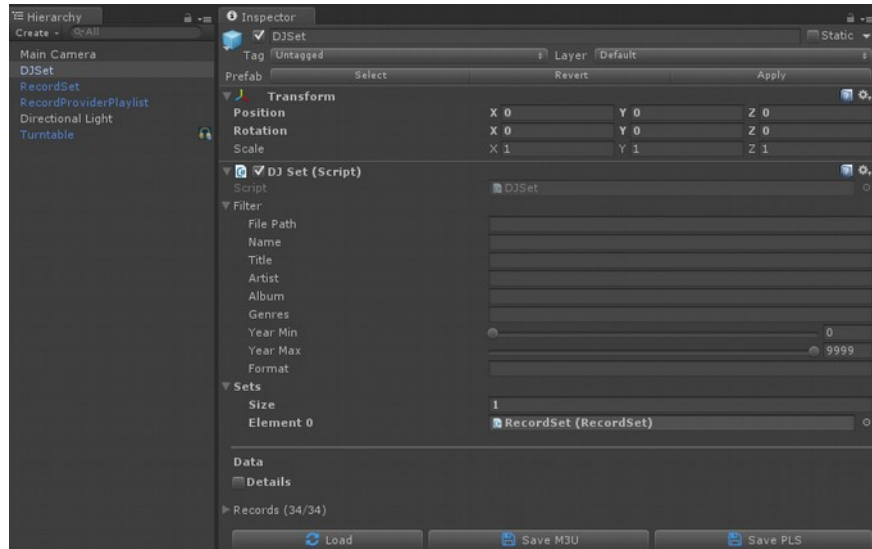 Hierarchy
Create
All
Main Camera
DJSet
RecordSet
RecordProviderPlaylist
Directional Light
Turntable
Inspector
DJSet
Static
Tag Untagged Layer Default
Prefab Select Revert Apply
Transform
Position X 0 Y 0 Z 0
Rotation X 0 Y 0 Z 0
Scale X 1 Y 1 Z 1
DJ Set (Script)
Script DJSet
Filter
File Path
Name
Title
Artist
Album
Genres
Year Min 0
Year Max 9999
Format
Sets
Size 1
Element 0 RecordSet (RecordSet)
Data
Details
Records (34/34)
Load Save M3U Save PLS